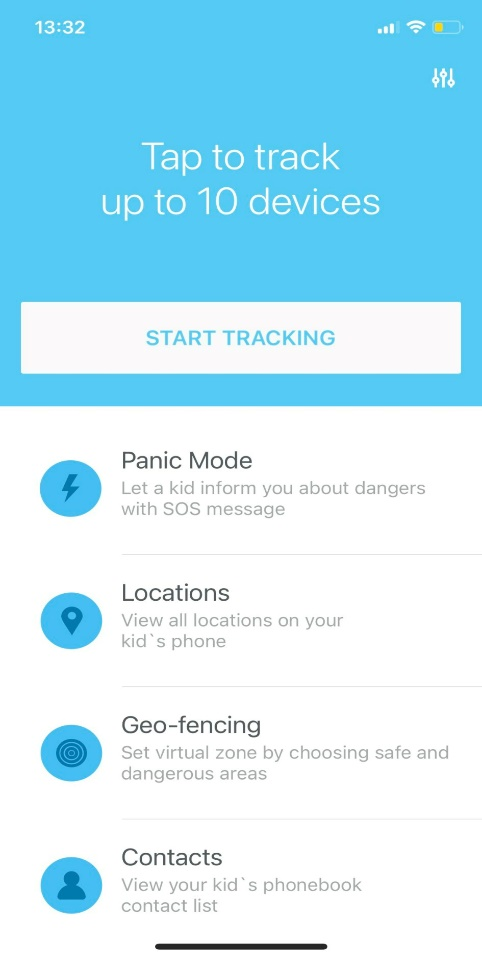 13:32
Tap to track
up to 10 devices
START TRACKING
Panic Mode
Let a kid inform you about dangers
with SOS message
Locations
View all locations on your
kid`s phone
Geo-fencing
Set virtual zone by choosing safe and
dangerous areas
Contacts
View your kid`s phonebook
contact list